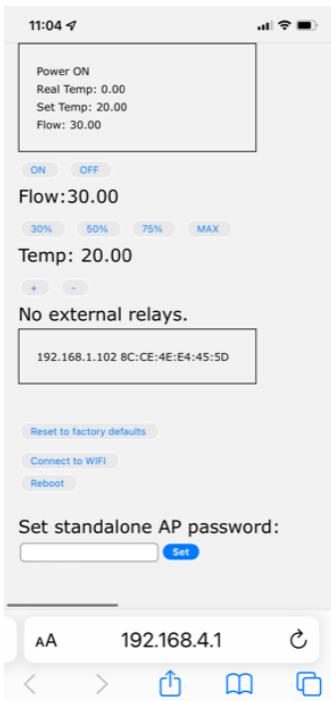 11:04
Power ON
Real Temp: 0.00
Set Temp: 20.00
Flow: 30.00
ON OFF
Flow:30.00
30% 50% 75% MAX
Temp: 20.00
+ -
No external relays.
192.168.1.102 8C:CE:4E:E4:45:5D
Reset to factory defaults
Connect to WIFI
Reboot
Set standalone AP password:
Set
AA 192.168.4.1